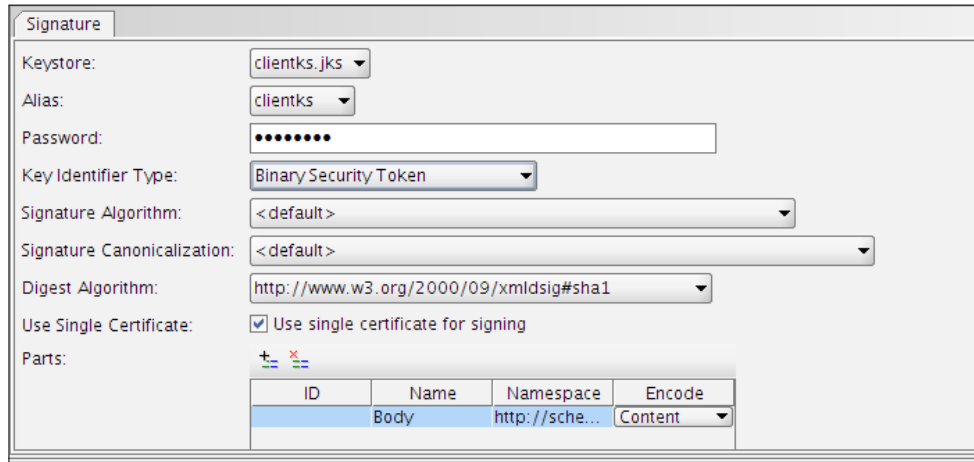 Signature
Keystore: clientks.jks
Alias: clientks
Password: ••••••••
Key Identifier Type: Binary Security Token
Signature Algorithm: <default>
Signature Canonicalization: <default>
Digest Algorithm: http://www.w3.org/2000/09/xmldsig#sha1
Use Single Certificate: Use single certificate for signing
Parts:
ID Name Namespace Encode
Body http://sche... Content